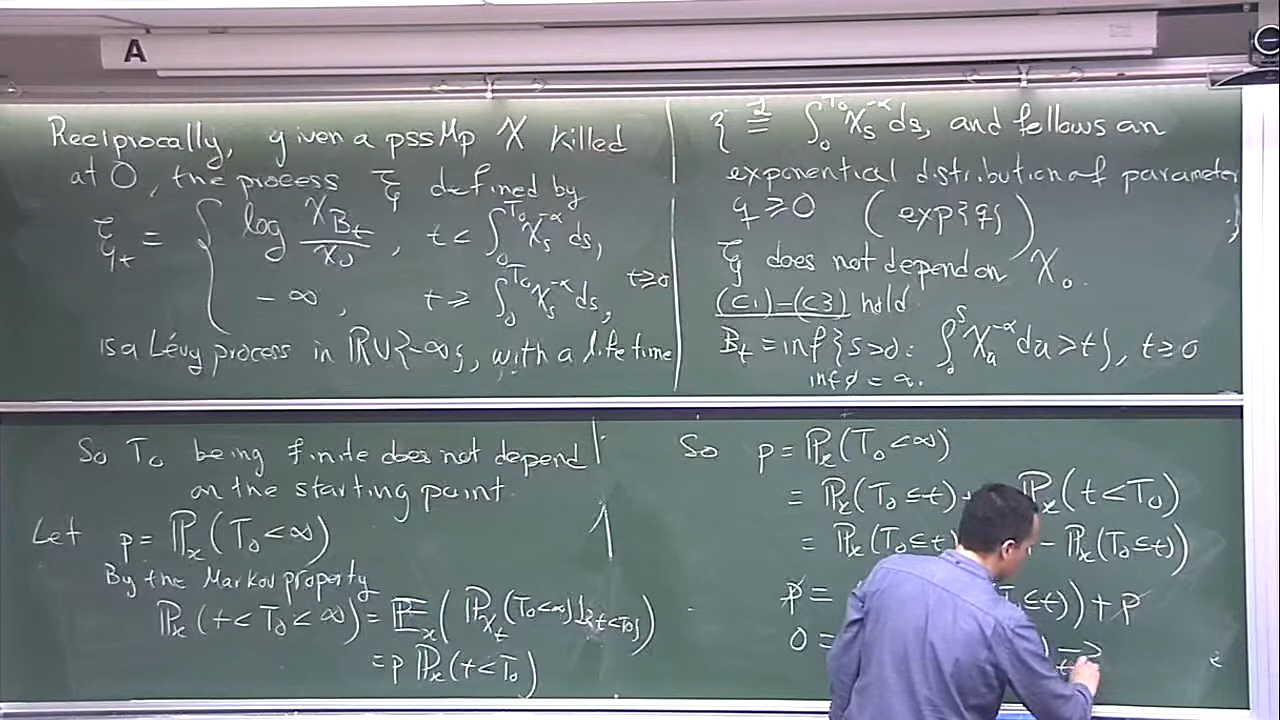 A
Reciprocally, given a pssMp X killed
at 0, the process ξ defined by
ξ_t = { log X_{B_t}/X_0 , t < ∫_0^{T_0} X_s^{-α} ds,
-∞ , t ≥ ∫_0^{T_0} X_s^{-α} ds, t≥0
is a Lévy process in ℝ∪{-∞}, with a lifetime
ζ =^d ∫_0^{T_0} X_s^{-α} ds, and follows an
exponential distribution of parameter
q ≥ 0 (exp{q})
ξ does not depend on X_0.
(C1)-(C3) hold
B_t = inf{s>0: ∫_0^s X_u^{-α} du > t}, t≥0
inf ∅ = a.
So T_0 being finite does not depend
on the starting point.
Let p = ℙ_x(T_0<∞)
By the Markov property
ℙ_x(t<T_0<∞) = 𝔼_x(ℙ_{X_t}(T_0<∞)1_{t<T_0})
= p ℙ_x(t<T_0)
So p = ℙ_x(T_0<∞)
= ℙ_x(T_0≤t) ℙ_x(t<T_0)
= ℙ_x(T_0≤t) - ℙ_x(T_0≤t))
p = ≤t)) + p
0 = ) →